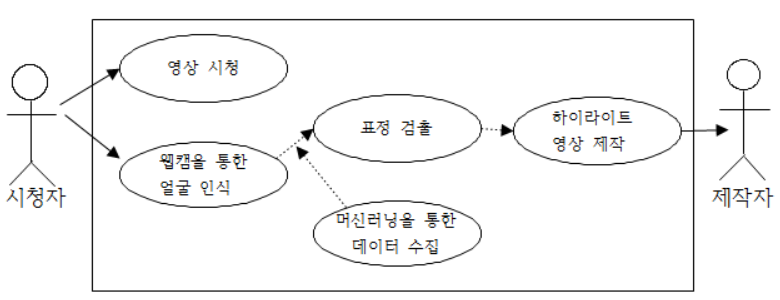 영상 시청
표정 검출
하이라이트
영상 제작
웹캠을 통한
얼굴 인식
시청자
제작자
머신러닝을 통한
데이터 수집